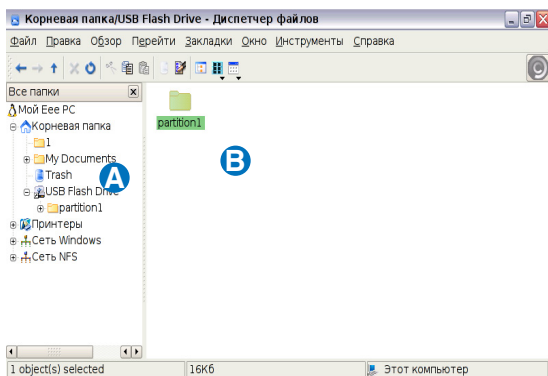 Корневая папка/USB Flash Drive - Диспетчер файлов
Файл Правка Обзор Перейти Закладки Окно Инструменты Справка
Все папки
Мой Eee PC
Корневая папка
1
My Documents
Trash
USB Flash Drive
partition1
Принтеры
Сеть Windows
Сеть NFS
A
partition1
B
1 object(s) selected 16Кб Этот компьютер